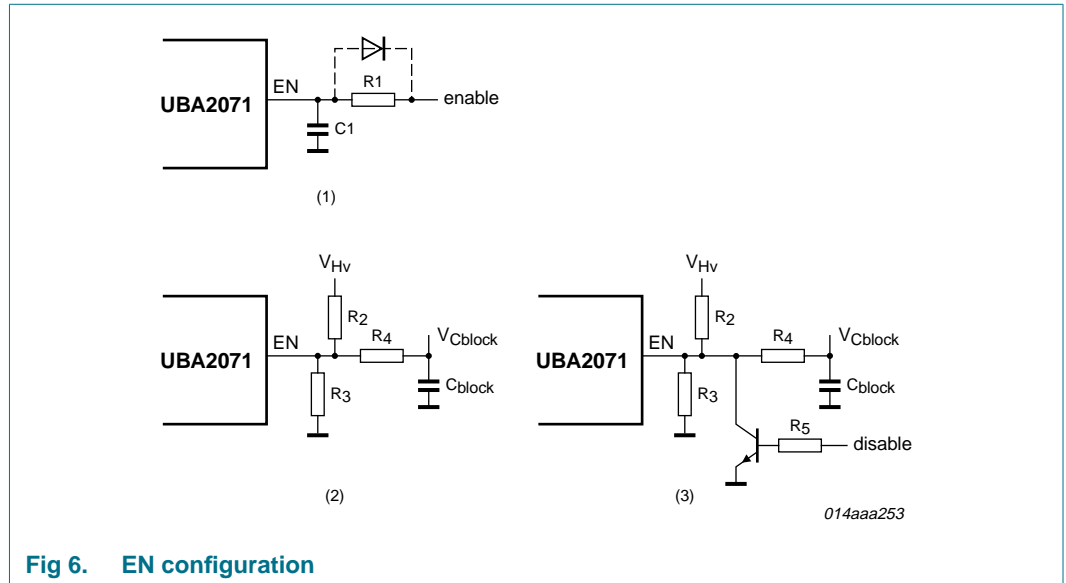 UBA2071
EN
R1
enable
C1
(1)
VHv
R2
R4
VCblock
EN
UBA2071
R3
Cblock
(2)
VHv
R2
R4
VCblock
EN
UBA2071
R3
Cblock
R5
disable
(3)
014aaa253
Fig 6. EN configuration